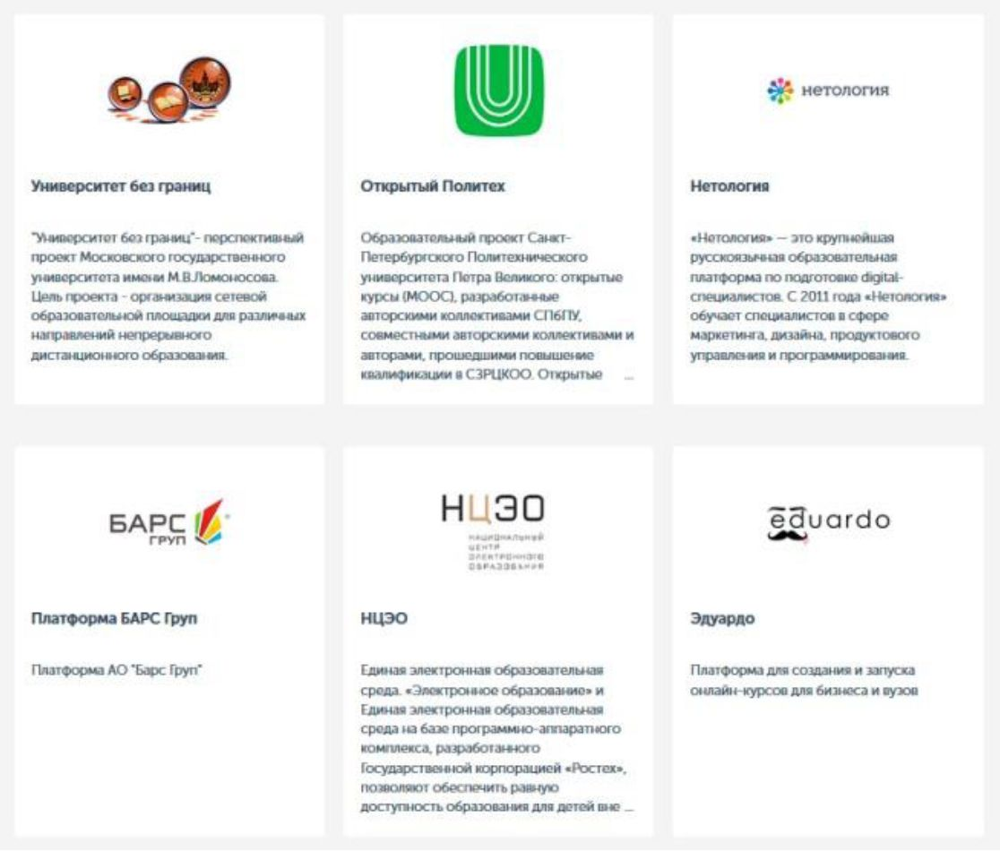 нетология
Университет без границ
"Университет без границ"- перспективный
проект Московского государственного
университета имени М.В.Ломоносова.
Цель проекта - организация сетевой
образовательной площадки для различных
направлений непрерывного
дистанционного образования.
Открытый Политех
Образовательный проект Санкт-
Петербургского Политехнического
университета Петра Великого: открытые
курсы (МООС), разработанные
авторскими коллективами СПбПУ,
совместными авторскими коллективами и
авторами, прошедшими повышение
квалификации в СЗРЦКОО. Открытые ...
Нетология
«Нетология» — это крупнейшая
русскоязычная образовательная
платформа по подготовке digital-
специалистов. С 2011 года «Нетология»
обучает специалистов в сфере
маркетинга, дизайна, продуктового
управления и программирования.
БАРС
ГРУП
Платформа БАРС Груп
Платформа АО "Барс Груп"
НЦЭО
НАЦИОНАЛЬНЫЙ
ЦЕНТР
ЭЛЕКТРОННОГО
ОБРАЗОВАНИЯ
НЦЭО
Единая электронная образовательная
среда. «Электронное образование» и
Единая электронная образовательная
среда на базе программно-аппаратного
комплекса, разработанного
Государственной корпорацией «Ростех»,
позволяют обеспечить равную
доступность образования для детей вне ...
eduardo
Эдуардо
Платформа для создания и запуска
онлайн-курсов для бизнеса и вузов